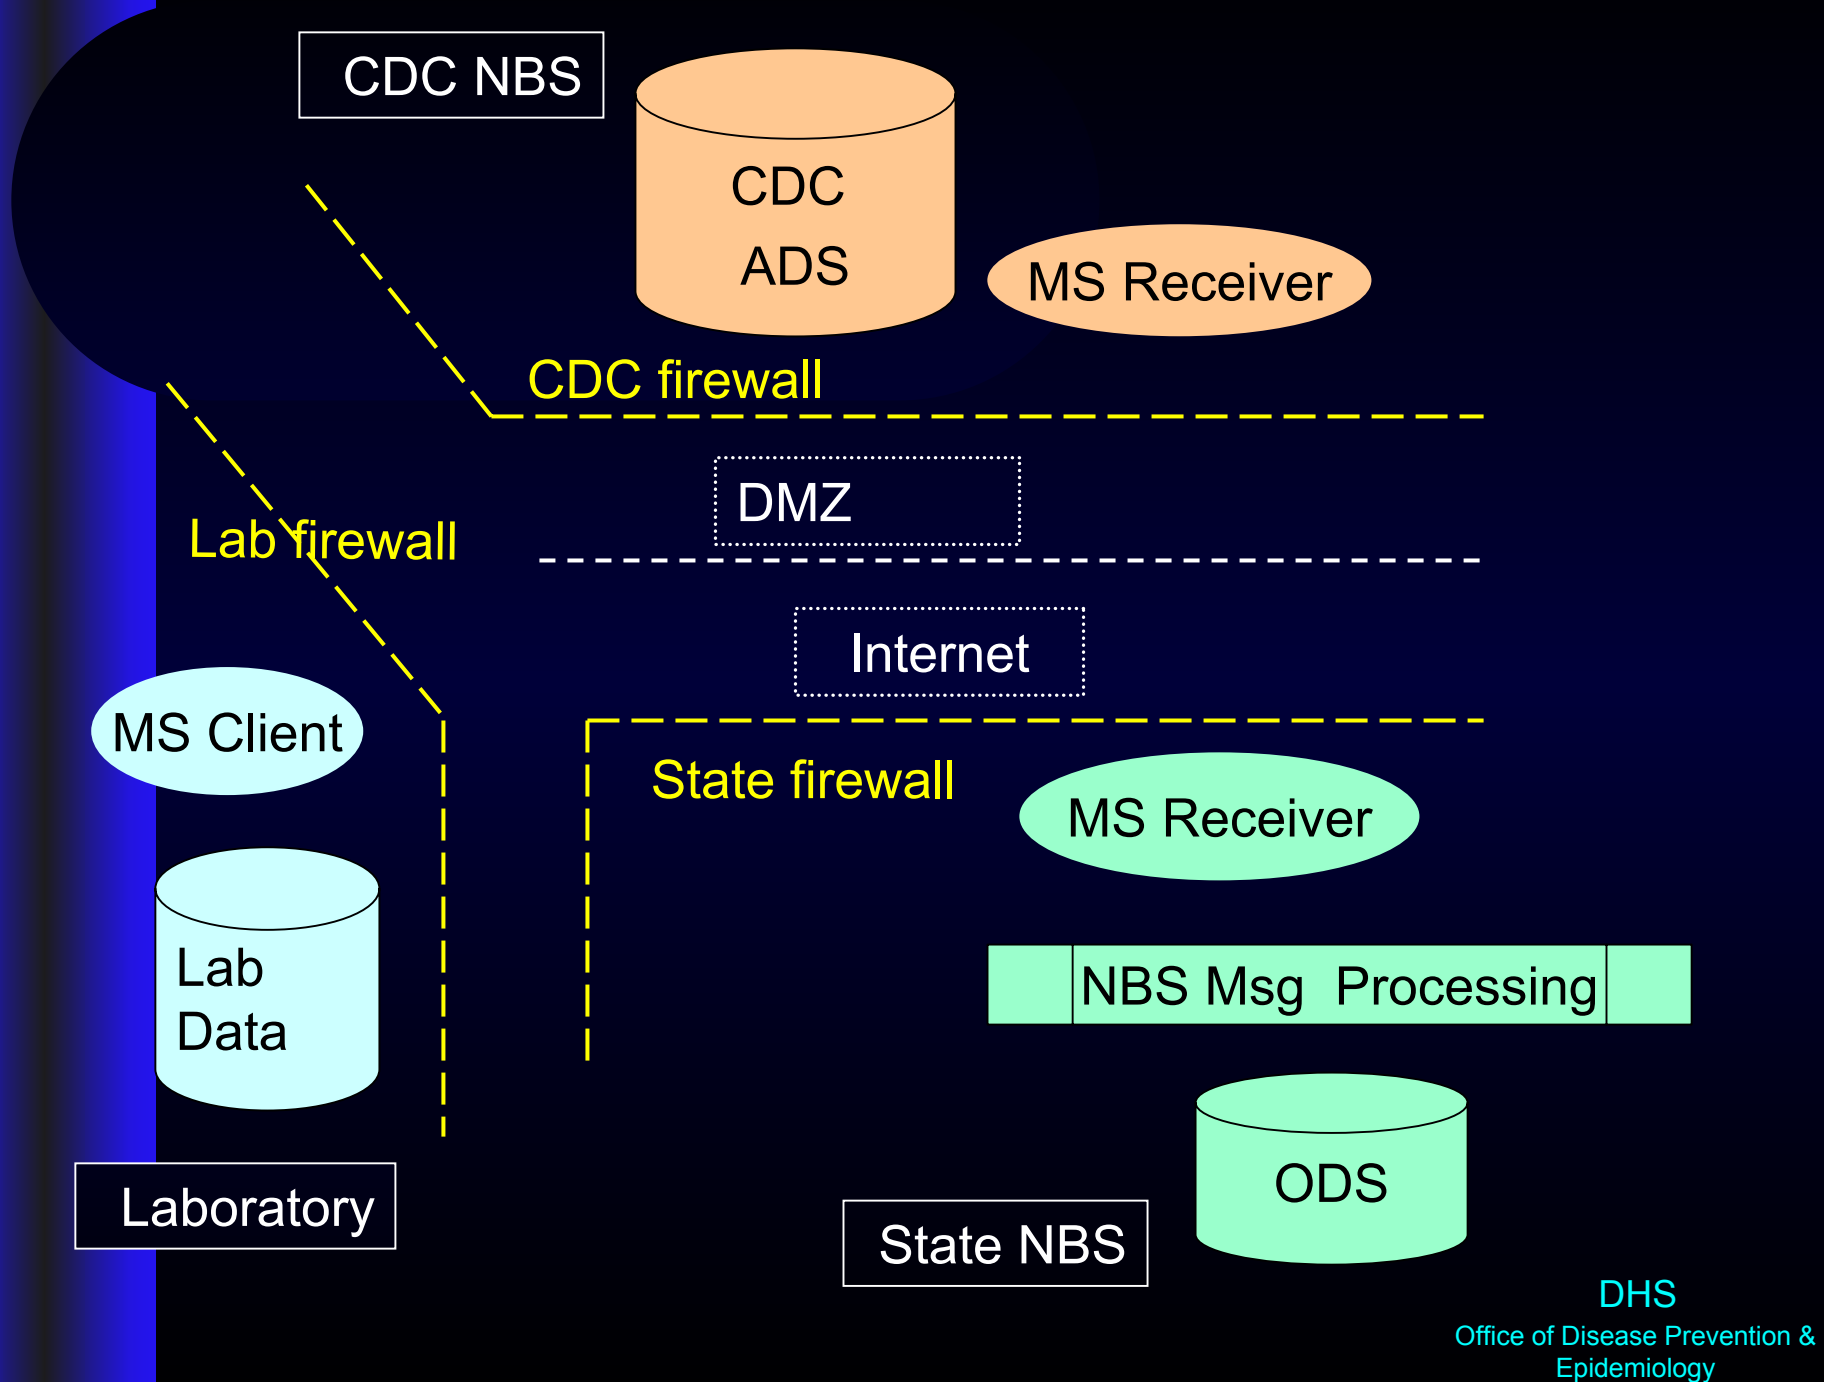 CDC NBS
CDC
ADS
MS Receiver
CDC firewall
DMZ
Lab firewall
Internet
MS Client
State firewall
MS Receiver
Lab
Data
NBS Msg  Processing
ODS
Laboratory
State NBS
DHS
Office of Disease Prevention &
Epidemiology